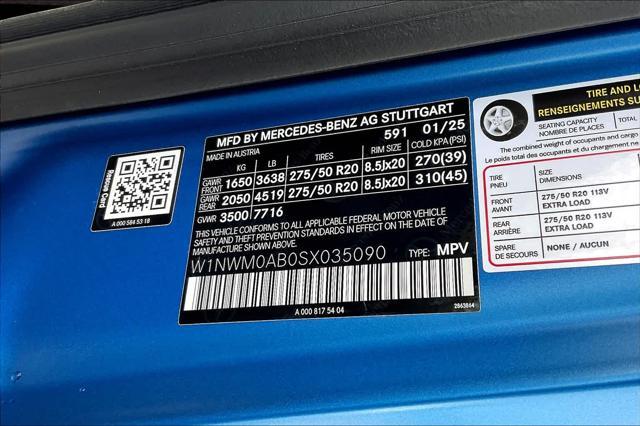 MFD BY MERCEDES-BENZ AG STUTTGART
MADE IN AUSTRIA 591 01/25
KG LB TIRES RIM SIZE COLD KPA (PSI)
GAWR FRONT 1650 3638 275/50 R20 8.5Jx20 270(39)
GAWR REAR 2050 4519 275/50 R20 8.5Jx20 310(45)
GVWR 3500 7716
THIS VEHICLE CONFORMS TO ALL APPLICABLE FEDERAL MOTOR VEHICLE
SAFETY STANDARDS IN EFFECT ON THE DATE OF
MANUFACTURE SHOWN ABOVE.
W1NWM0AB0SX035090 TYPE: MPV
A 000 817 54 04
2863864
Rescue Card
A 000 584 53 18
TIRE AND LO
RENSEIGNEMENTS SU
SEATING CAPACITY TOTAL
NOMBRE DE PLACES
The combined weight of occupants and cargo
Le poids total des occupants et du charg
TIRE SIZE
PNEU DIMENSIONS
FRONT 275/50 R20 113V
AVANT EXTRA LOAD
REAR 275/50 R20 113V
ARRIÈRE EXTRA LOAD
SPARE NONE / AUCUN
DE SECOURS